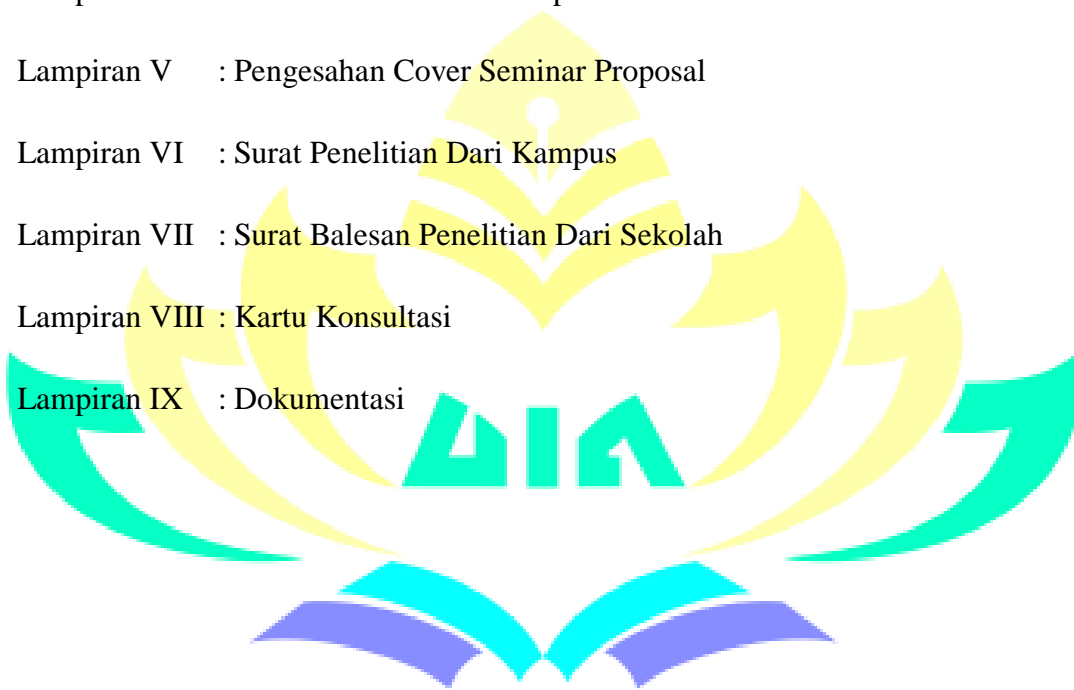 Lampiran V : Pengesahan Cover Seminar Proposal
Lampiran VI : Surat Penelitian Dari Kampus
Lampiran VII : Surat Balesan Penelitian Dari Sekolah
Lampiran VIII : Kartu Konsultasi
Lampiran IX : Dokumentasi
UIN